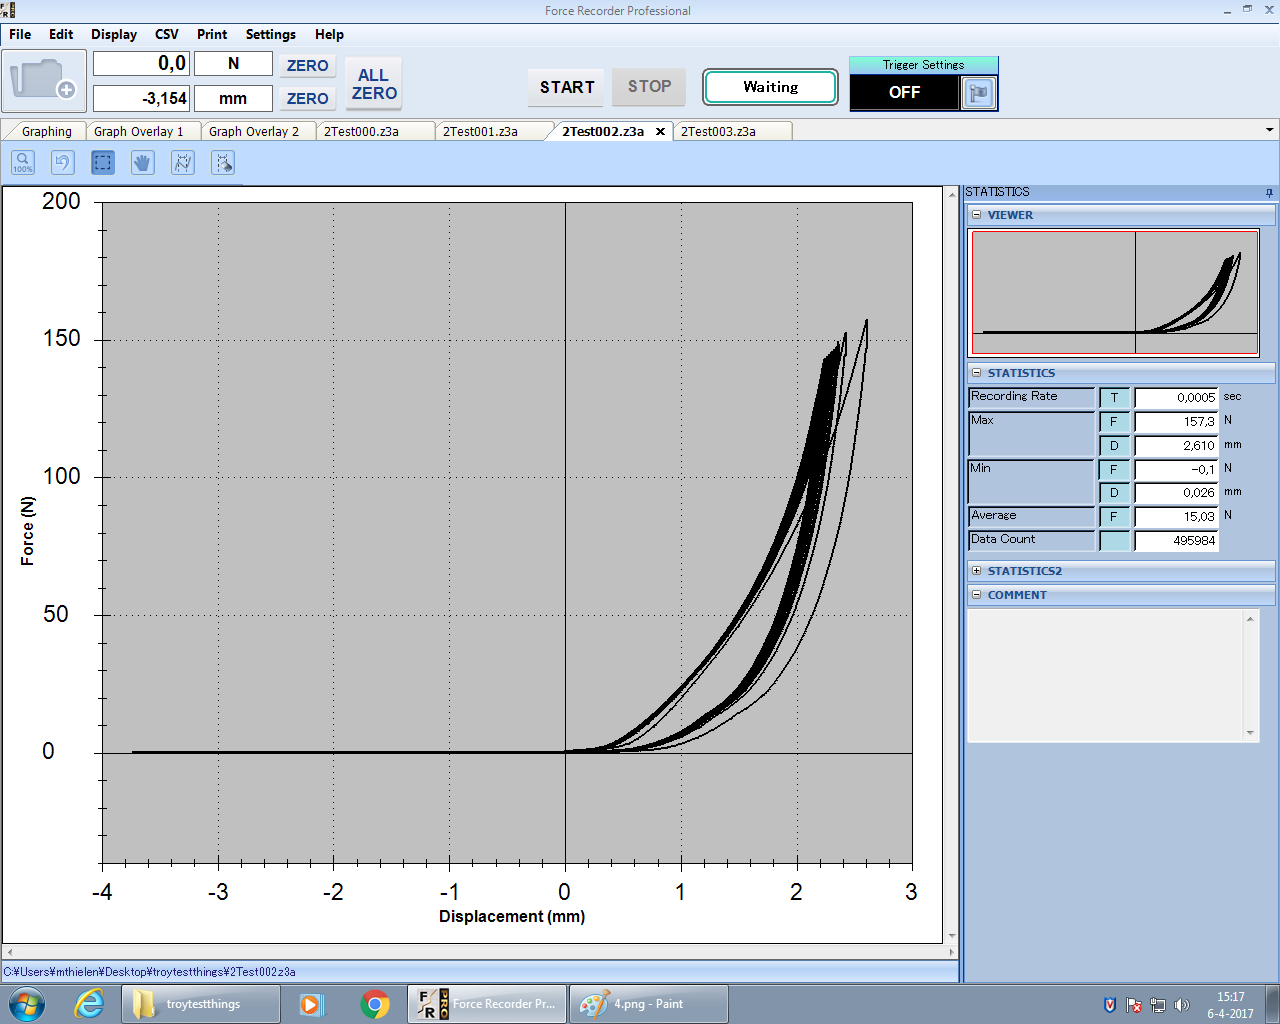 Force Recorder Professional
File Edit Display CSV Print Settings Help
0,0 N ZERO
-3,154 mm ZERO
ALL ZERO
START STOP Waiting
Trigger Settings
OFF
Graphing Graph Overlay 1 Graph Overlay 2 2Test000.z3a 2Test001.z3a 2Test002.z3a 2Test003.z3a
100%
200
150
100
50
0
Force (N)
-4 -3 -2 -1 0 1 2 3
Displacement (mm)
STATISTICS
VIEWER
STATISTICS
Recording Rate T 0,0005 sec
Max F 157,3 N
D 2,610 mm
Min F -0,1 N
D 0,026 mm
Average F 15,03 N
Data Count 495984
STATISTICS2
COMMENT
C:¥Users¥mthielen¥Desktop¥troytestthings¥2Test002.z3a
troytestthings
F R PRO
Force Recorder Pr...
4.png - Paint
15:17
6-4-2017